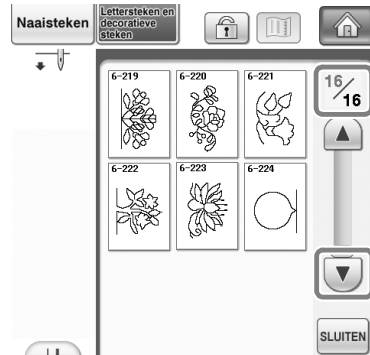 Naaisteken
Lettersteken en
decoratieve
steken
6-219 6-220 6-221
16/16
6-222 6-223 6-224
SLUITEN